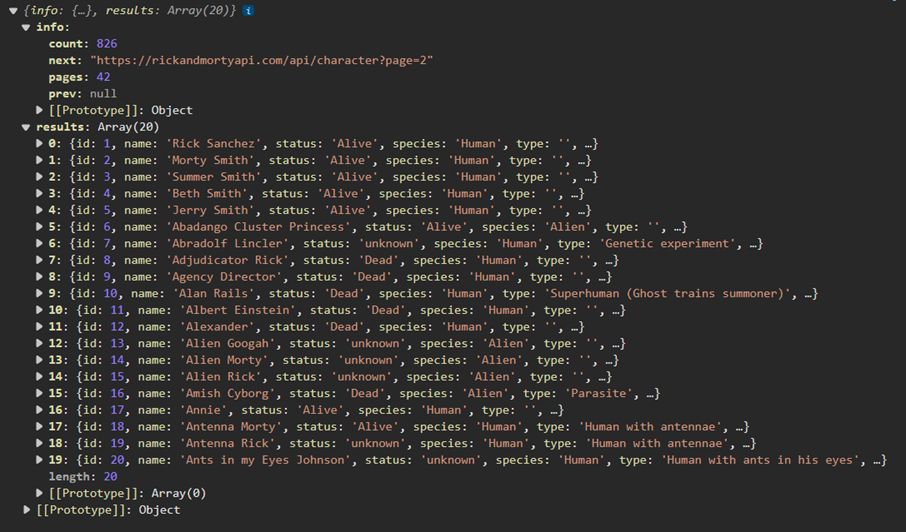 {info: {…}, results: Array(20)} i
info:
count: 826
next: "https://rickandmortyapi.com/api/character?page=2"
pages: 42
prev: null
[[Prototype]]: Object
results: Array(20)
0: {id: 1, name: 'Rick Sanchez', status: 'Alive', species: 'Human', type: '', …}
1: {id: 2, name: 'Morty Smith', status: 'Alive', species: 'Human', type: '', …}
2: {id: 3, name: 'Summer Smith', status: 'Alive', species: 'Human', type: '', …}
3: {id: 4, name: 'Beth Smith', status: 'Alive', species: 'Human', type: '', …}
4: {id: 5, name: 'Jerry Smith', status: 'Alive', species: 'Human', type: '', …}
5: {id: 6, name: 'Abadango Cluster Princess', status: 'Alive', species: 'Alien', type: '', …}
6: {id: 7, name: 'Abradolf Lincler', status: 'unknown', species: 'Human', type: 'Genetic experiment', …}
7: {id: 8, name: 'Adjudicator Rick', status: 'Dead', species: 'Human', type: '', …}
8: {id: 9, name: 'Agency Director', status: 'Dead', species: 'Human', type: '', …}
9: {id: 10, name: 'Alan Rails', status: 'Dead', species: 'Human', type: 'Superhuman (Ghost trains summoner)', …}
10: {id: 11, name: 'Albert Einstein', status: 'Dead', species: 'Human', type: '', …}
11: {id: 12, name: 'Alexander', status: 'Dead', species: 'Human', type: '', …}
12: {id: 13, name: 'Alien Googah', status: 'unknown', species: 'Alien', type: '', …}
13: {id: 14, name: 'Alien Morty', status: 'unknown', species: 'Alien', type: '', …}
14: {id: 15, name: 'Alien Rick', status: 'unknown', species: 'Alien', type: '', …}
15: {id: 16, name: 'Amish Cyborg', status: 'Dead', species: 'Alien', type: 'Parasite', …}
16: {id: 17, name: 'Annie', status: 'Alive', species: 'Human', type: '', …}
17: {id: 18, name: 'Antenna Morty', status: 'Alive', species: 'Human', type: 'Human with antennae', …}
18: {id: 19, name: 'Antenna Rick', status: 'unknown', species: 'Human', type: 'Human with antennae', …}
19: {id: 20, name: 'Ants in my Eyes Johnson', status: 'unknown', species: 'Human', type: 'Human with ants in his eyes', …}
length: 20
[[Prototype]]: Array(0)
[[Prototype]]: Object